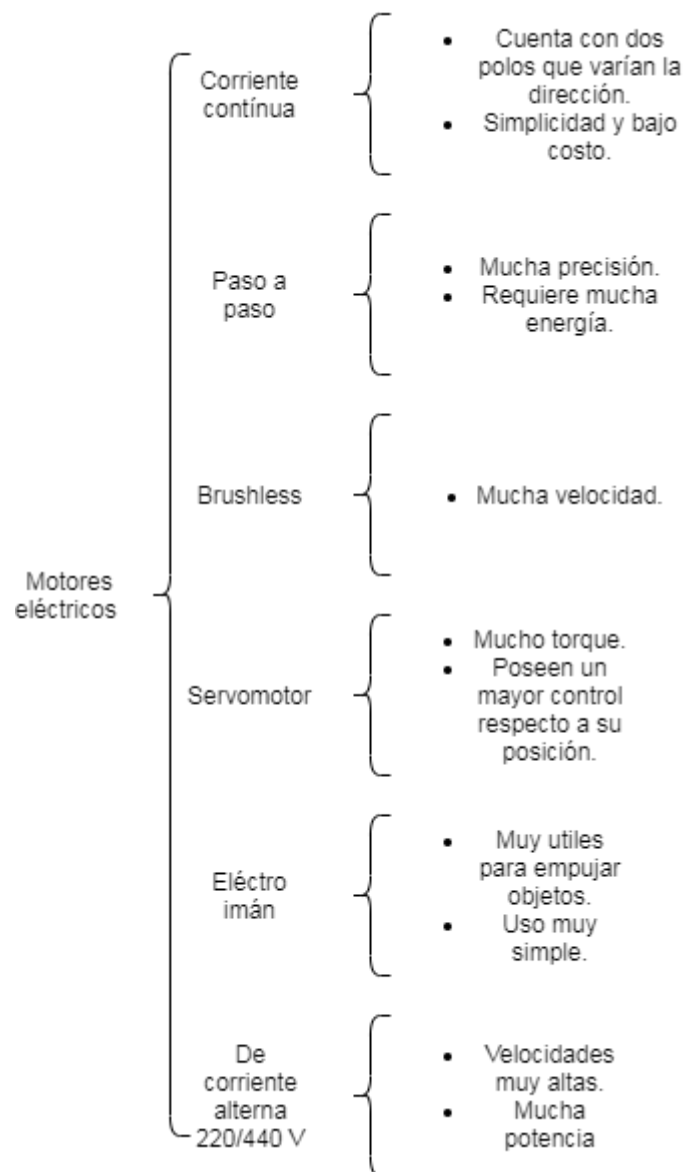 Motores
eléctricos
Corriente
contínua
• Cuenta con dos
polos que varían la
dirección.
• Simplicidad y bajo
costo.
Paso a
paso
• Mucha precisión.
• Requiere mucha
energía.
Brushless
• Mucha velocidad.
Servomotor
• Mucho torque.
• Poseen un
mayor control
respecto a su
posición.
Eléctro
imán
• Muy utiles
para empujar
objetos.
• Uso muy
simple.
De
corriente
alterna
220/440 V
• Velocidades
muy altas.
• Mucha
potencia